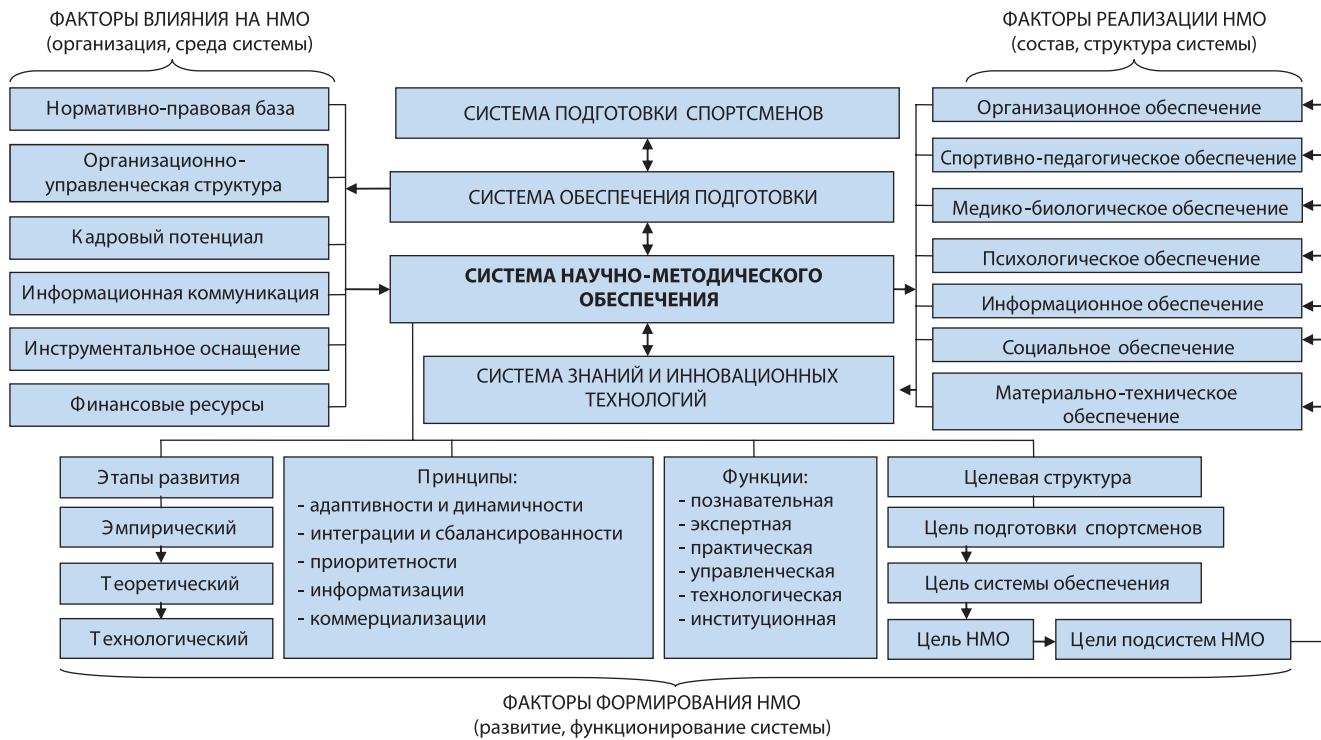 ФАКТОРЫ ВЛИЯНИЯ НА НМО
(организация, среда системы)
Нормативно-правовая база
Организационно-
управленческая структура
Кадровый потенциал
Информационная коммуникация
Инструментальное оснащение
Финансовые ресурсы
СИСТЕМА ПОДГОТОВКИ СПОРТСМЕНОВ
СИСТЕМА ОБЕСПЕЧЕНИЯ ПОДГОТОВКИ
СИСТЕМА НАУЧНО-МЕТОДИЧЕСКОГО
ОБЕСПЕЧЕНИЯ
СИСТЕМА ЗНАНИЙ И ИННОВАЦИОННЫХ
ТЕХНОЛОГИЙ
ФАКТОРЫ РЕАЛИЗАЦИИ НМО
(состав, структура системы)
Организационное обеспечение
Спортивно-педагогическое обеспечение
Медико-биологическое обеспечение
Психологическое обеспечение
Информационное обеспечение
Социальное обеспечение
Материально-техническое
обеспечение
Этапы развития
Эмпирический
Теоретический
Технологический
Принципы:
- адаптивности и динамичности
- интеграции и сбалансированности
- приоритетности
- информатизации
- коммерциализации
Функции:
- познавательная
- экспертная
- практическая
- управленческая
- технологическая
- институционная
Целевая структура
Цель подготовки спортсменов
Цель системы обеспечения
Цель НМО
Цели подсистем НМО
ФАКТОРЫ ФОРМИРОВАНИЯ НМО
(развитие, функционирование системы)